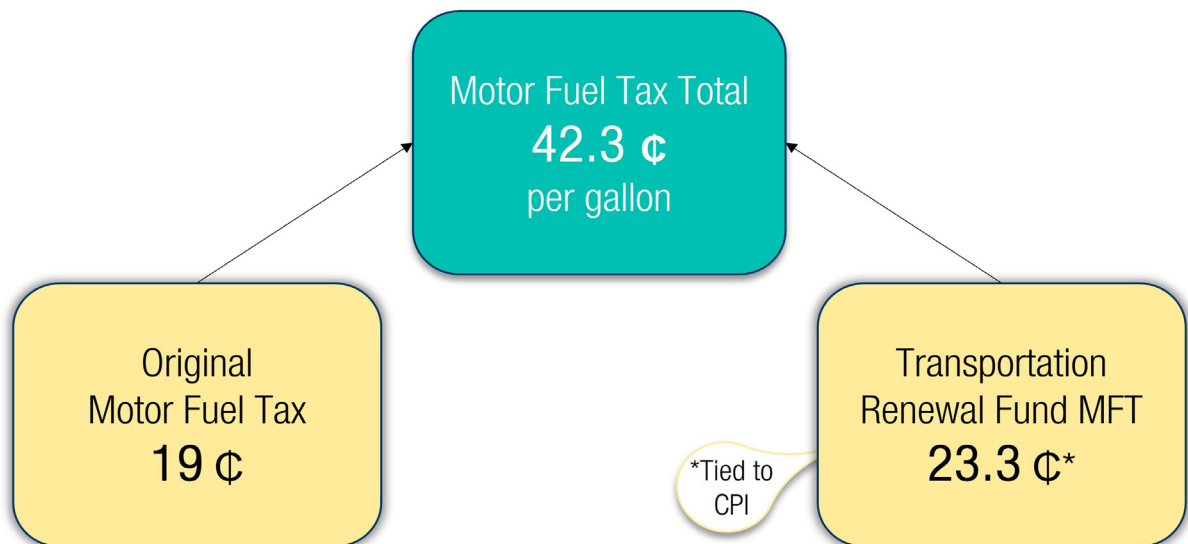 Motor Fuel Tax Total
42.3 ¢
per gallon
Original
Motor Fuel Tax
19 ¢
Transportation
Renewal Fund MFT
23.3 ¢*
*Tied to
CPI